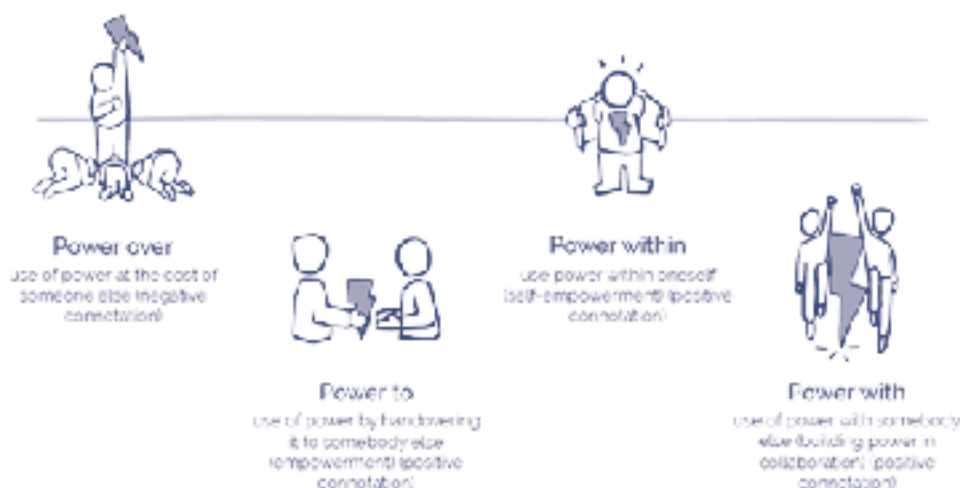 Power over
use of power at the cost of
someone else (negative
connotation)
Power to
use of power by handovering
it to somebody else
(empowerment) (positive
connotation)
Power within
use power within oneself
(self-empowerment) (positive
connotation)
Power with
use of power with somebody
else (building power in
collaboration) (positive
connotation)